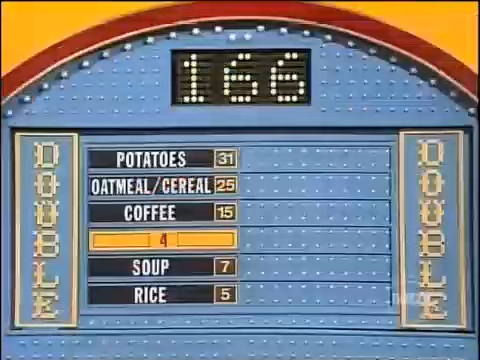 166
DOUBLE
POTATOES 31
OATMEAL/CEREAL 25
COFFEE 15
4
SOUP 7
RICE 5
DOUBLE